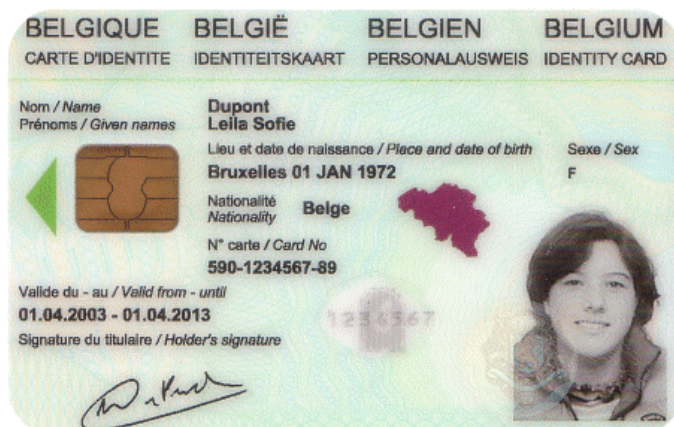 BELGIQUE BELGIË BELGIEN BELGIUM
CARTE D'IDENTITE IDENTITEITSKAART PERSONALAUSWEIS IDENTITY CARD
Nom / Name Dupont
Prénoms / Given names Leila Sofie
Lieu et date de naissance / Place and date of birth Sexe / Sex
Bruxelles 01 JAN 1972 F
Nationalité
Nationality Belge
N° carte / Card No
590-1234567-89
Valide du - au / Valid from - until
01.04.2003 - 01.04.2013
1234567
Signature du titulaire / Holder's signature